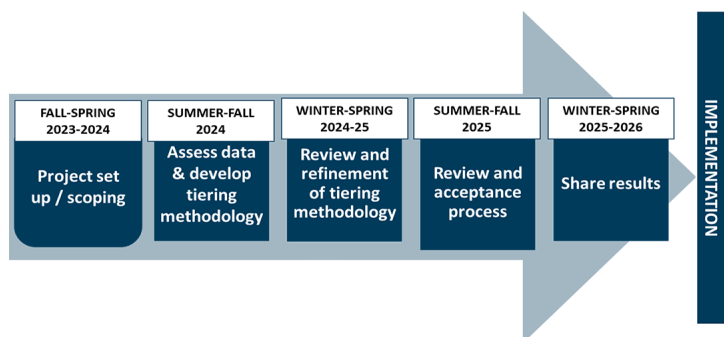 FALL-SPRING
2023-2024
Project set
up / scoping
SUMMER-FALL
2024
Assess data
& develop
tiering
methodology
WINTER-SPRING
2024-25
Review and
refinement
of tiering
methodology
SUMMER-FALL
2025
Review and
acceptance
process
WINTER-SPRING
2025-2026
Share results
IMPLEMENTATION